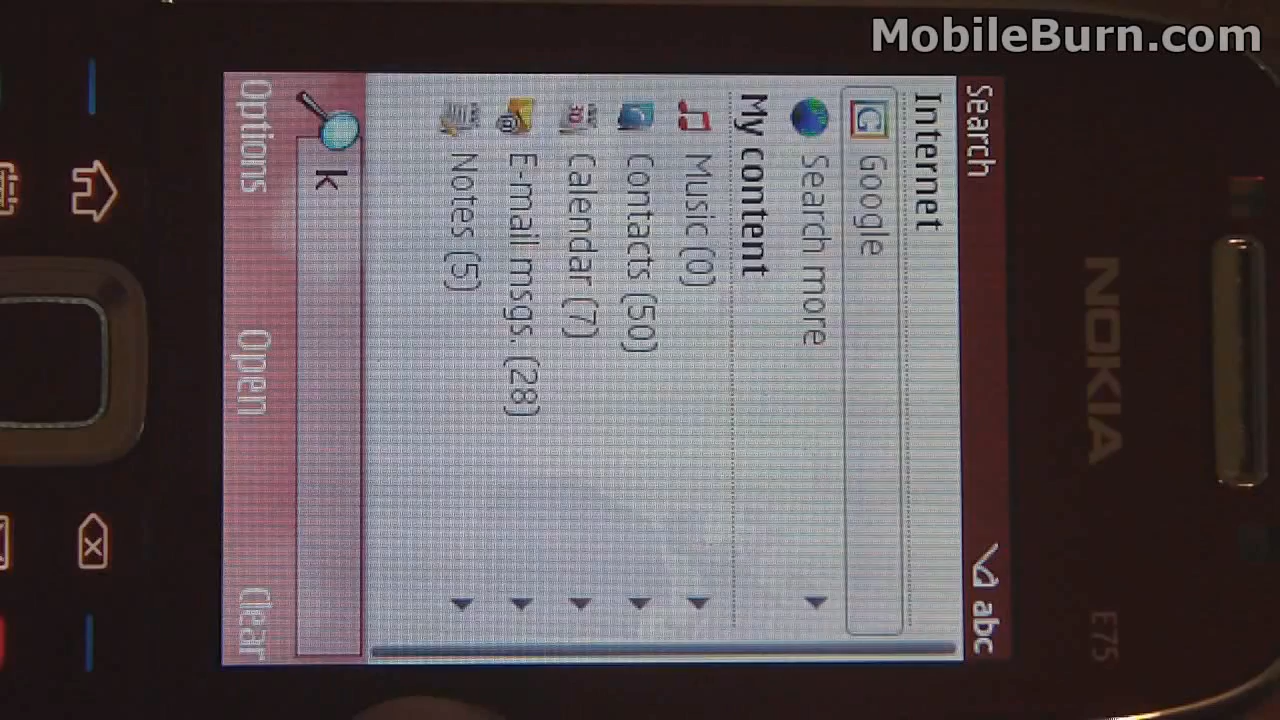 MobileBurn.com
NOKIA
E75
Search
abc
Internet
Google
Search more
My content
Music (0)
Contacts (50)
Calendar (7)
E-mail msgs. (28)
Notes (5)
k
Options
Open
Clear